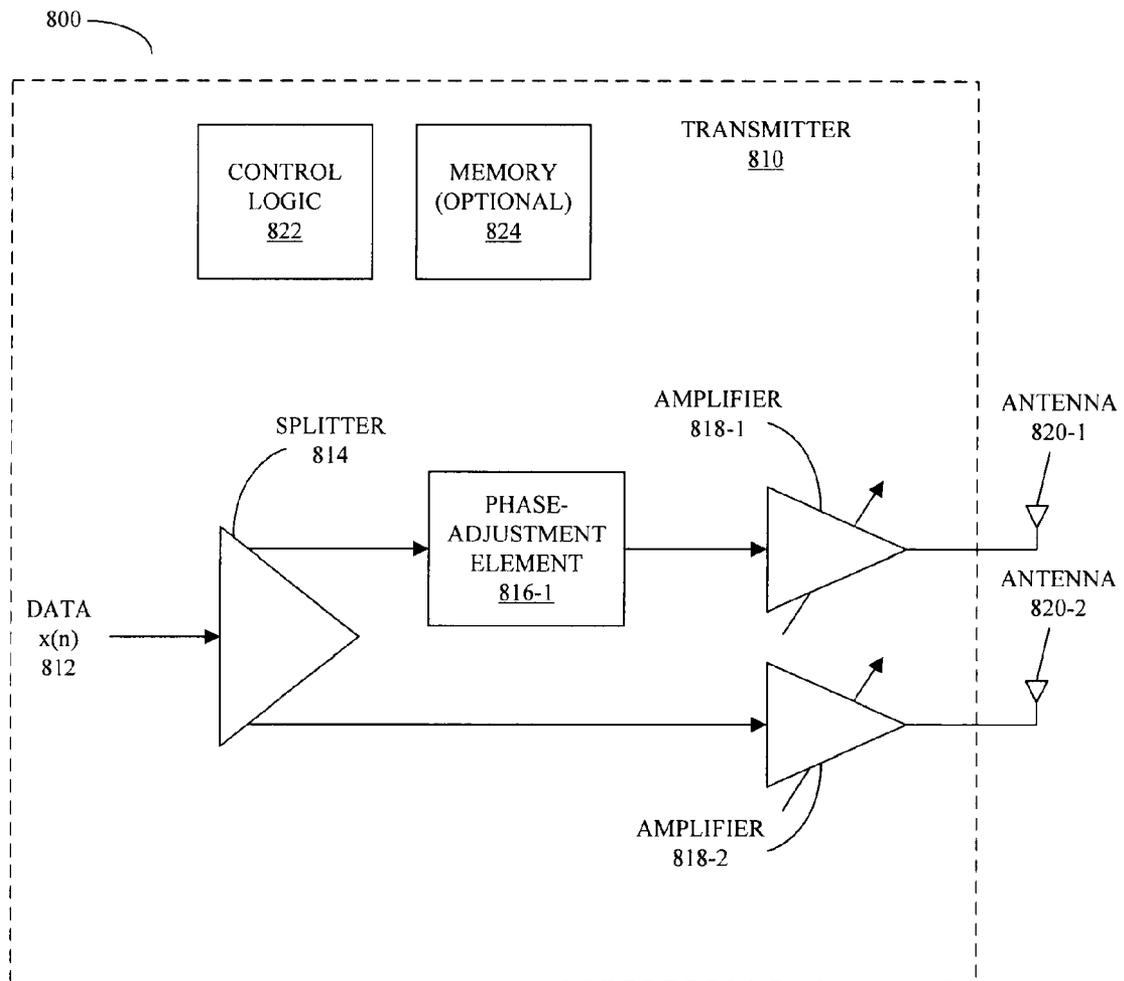 800
TRANSMITTER
810
CONTROL
LOGIC
822
MEMORY
(OPTIONAL)
824
AMPLIFIER
818-1
ANTENNA
820-1
SPLITTER
814
PHASE-
ADJUSTMENT
ELEMENT
816-1
ANTENNA
820-2
DATA
x(n)
812
AMPLIFIER
818-2